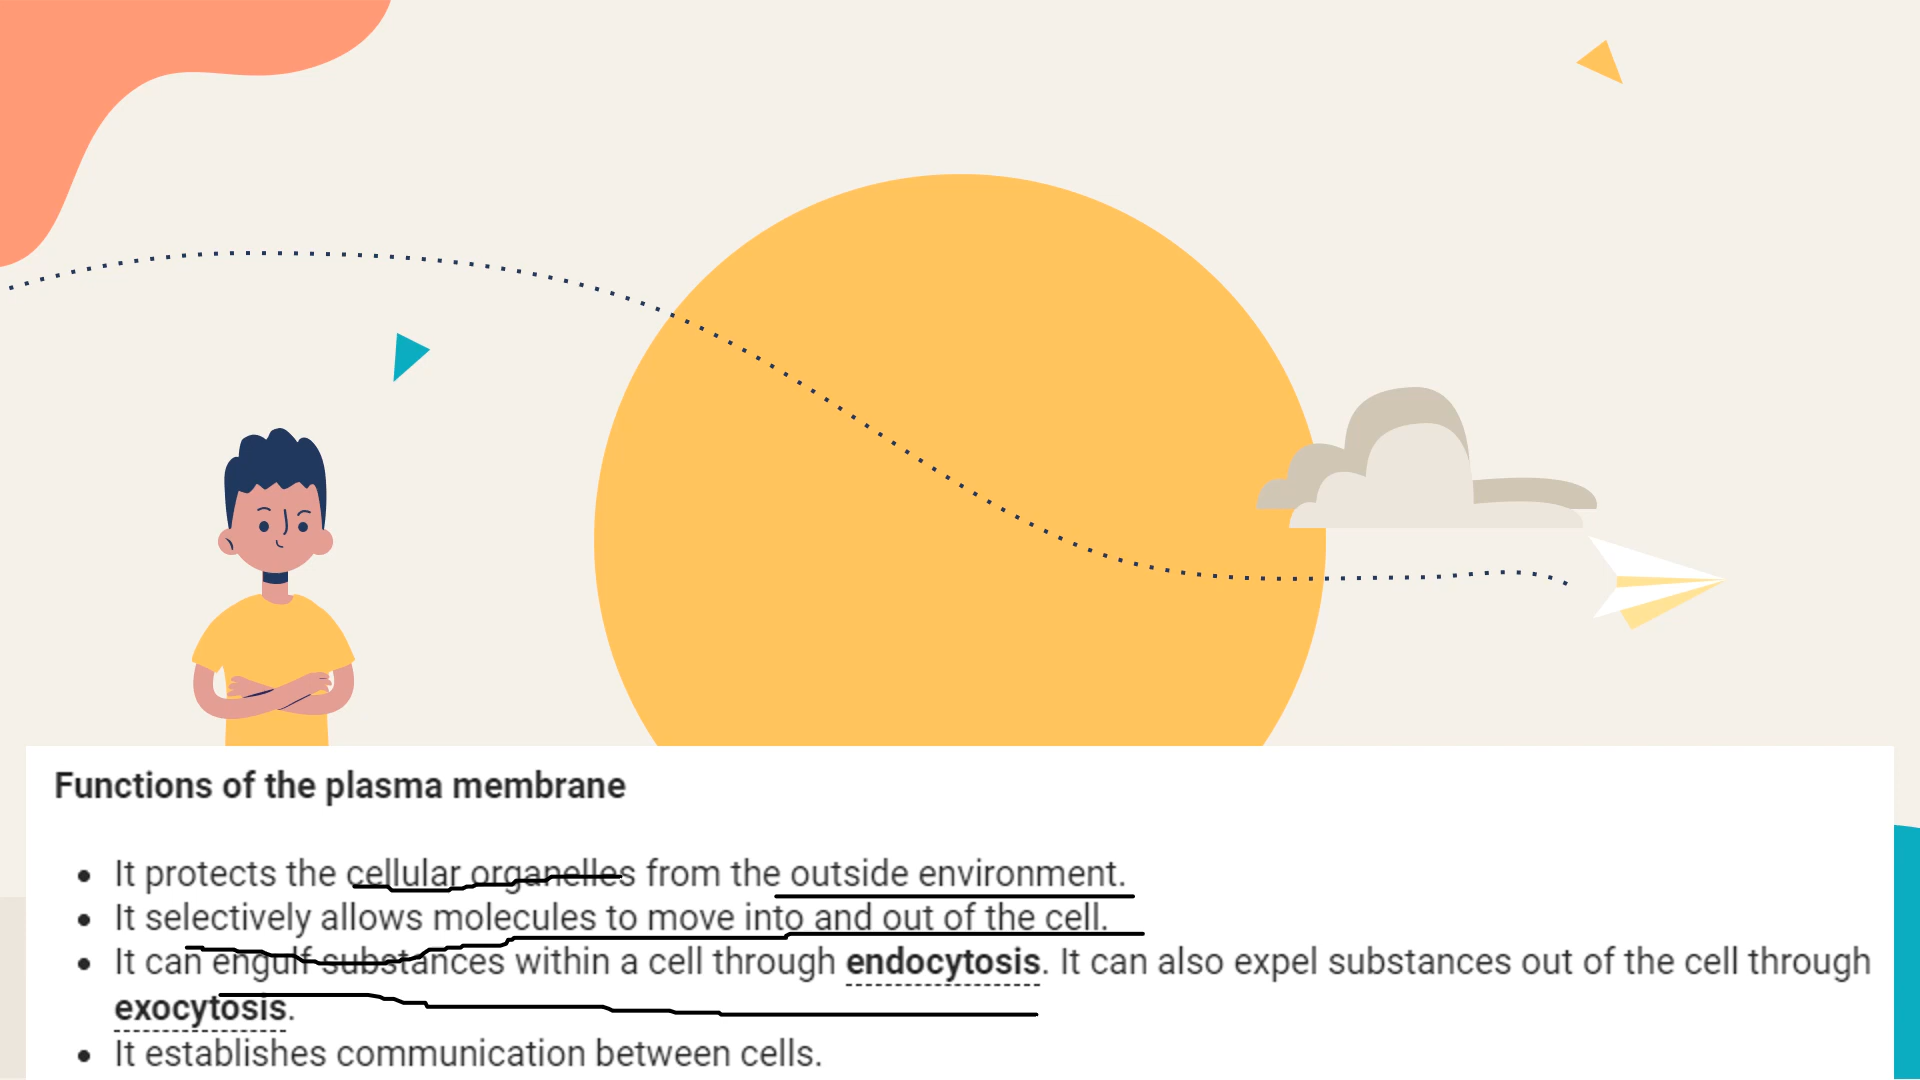 Functions of the plasma membrane
• It protects the cellular organelles from the outside environment.
• It selectively allows molecules to move into and out of the cell.
• It can engulf substances within a cell through endocytosis. It can also expel substances out of the cell through
exocytosis.
• It establishes communication between cells.